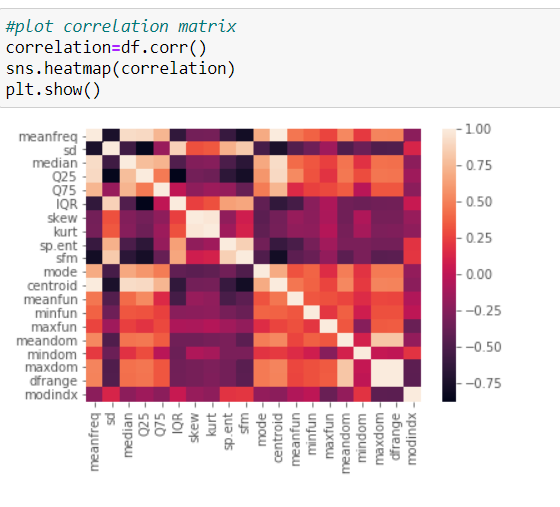 #plot correlation matrix
correlation=df.corr()
sns.heatmap(correlation)
plt.show()
meanfreq
sd
median
Q25
Q75
IQR
skew
kurt
sp.ent
sfm
mode
centroid
meanfun
minfun
maxfun
meandom
mindom
maxdom
dfrange
modindx
1.00
0.75
0.50
0.25
0.00
−0.25
−0.50
−0.75
meanfreq
sd
median
Q25
Q75
IQR
skew
kurt
sp.ent
sfm
mode
centroid
meanfun
minfun
maxfun
meandom
mindom
maxdom
dfrange
modindx